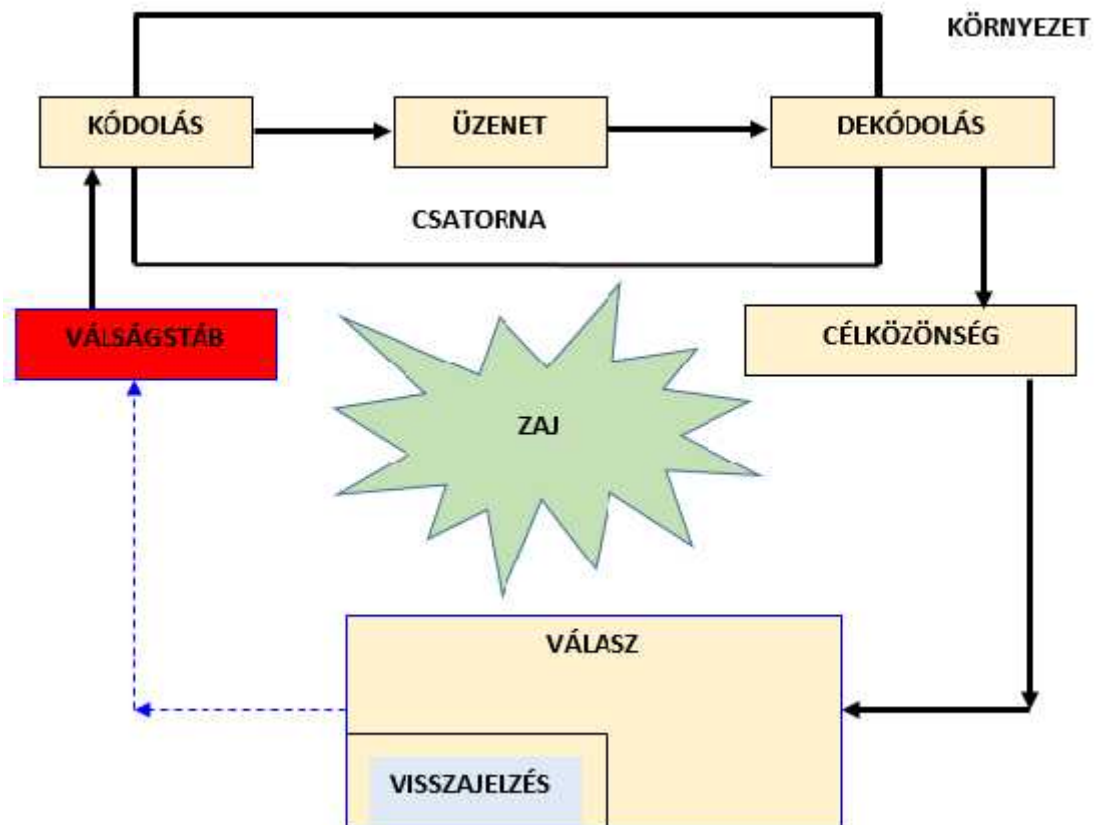 KÖRNYEZET
KÓDOLÁS
ÜZENET
DEKÓDOLÁS
CSATORNA
VÁLSÁGSTÁB
CÉLKÖZÖNSÉG
ZAJ
VÁLASZ
VISSZAJELZÉS